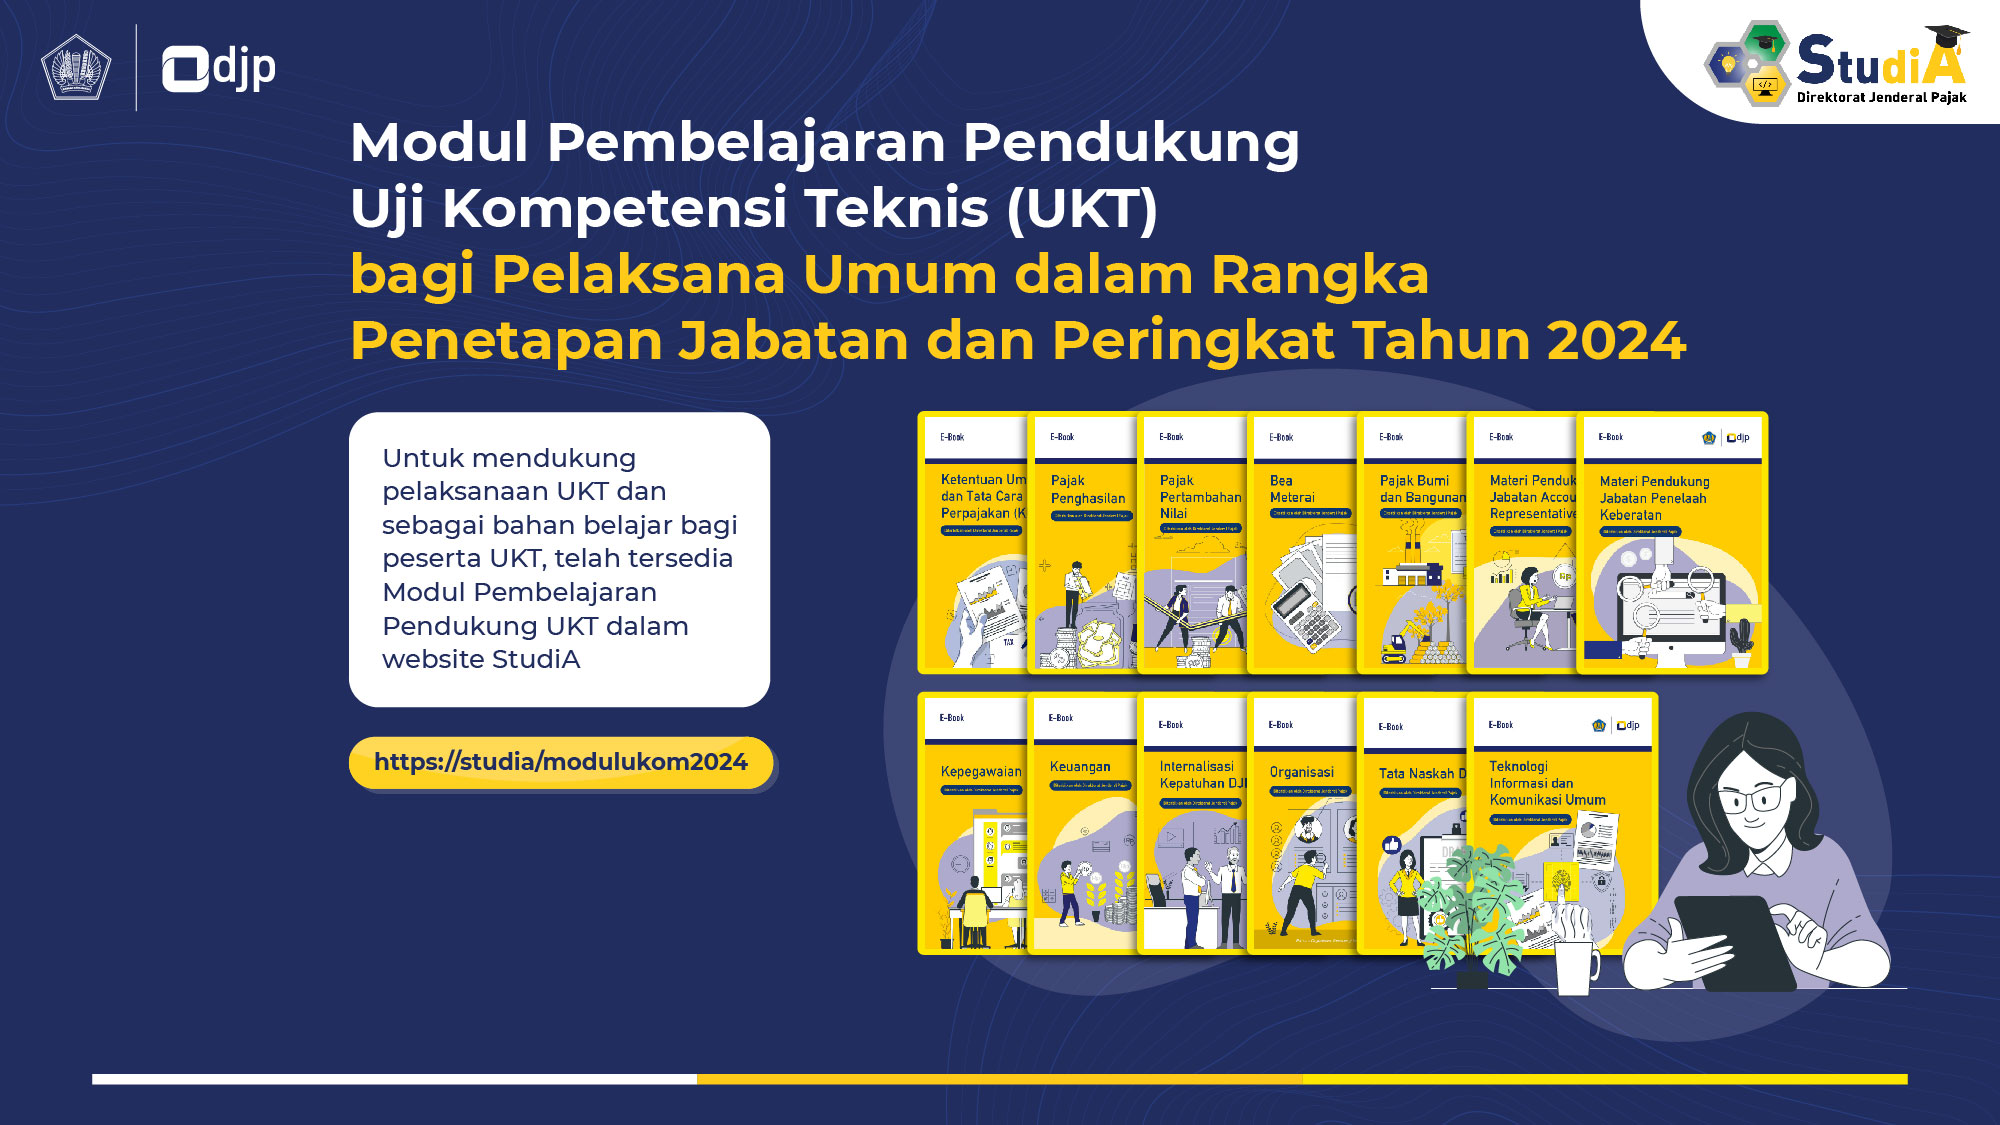 djp
StudiA
Direktorat Jenderal Pajak
Modul Pembelajaran Pendukung
Uji Kompetensi Teknis (UKT)
bagi Pelaksana Umum dalam Rangka
Penetapan Jabatan dan Peringkat Tahun 2024
Untuk mendukung
pelaksanaan UKT dan
sebagai bahan belajar bagi
peserta UKT, telah tersedia
Modul Pembelajaran
Pendukung UKT dalam
website StudiA
https://studia/modulukom2024
E-Book
Ketentuan Um
dan Tata Cara
Perpajakan (K
E-Book
Pajak
Penghasilan
E-Book
Pajak
Pertambahan
Nilai
E-Book
Bea
Meterai
E-Book
Pajak Bumi
dan Bangunan
E-Book
Materi Penduk
Jabatan Accou
Representative
E-Book
djp
Materi Pendukung
Jabatan Penelaah
Keberatan
TAX
E-Book
Kepegawaian
E-Book
Keuangan
E-Book
Internalisasi
Kepatuhan DJ
E-Book
Organisasi
E-Book
Tata Naskah D
E-Book
djp
Teknologi
Informasi dan
Komunikasi Umum